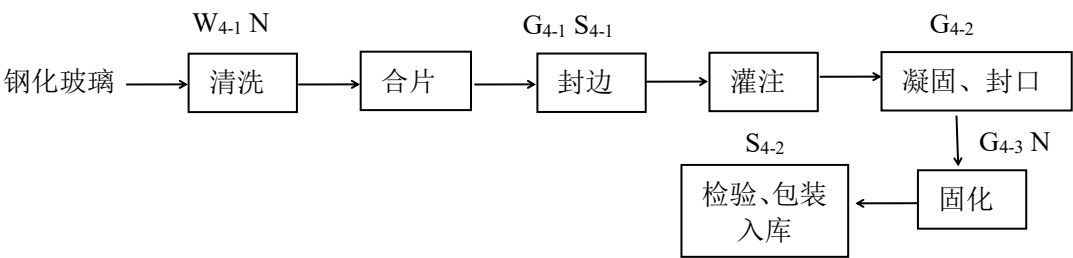 W4-1 N
G4-1 S4-1
G4-2
钢化玻璃
清洗
合片
封边
灌注
凝固、封口
G4-3 N
固化
S4-2
检验、包装
入库